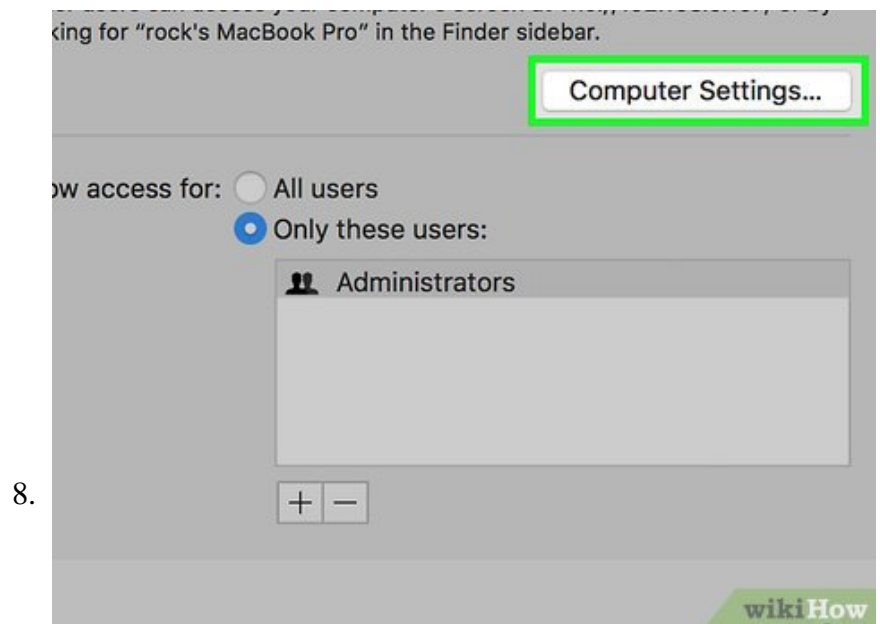 king for “rock's MacBook Pro” in the Finder sidebar.
Computer Settings...
ow access for: All users
Only these users:
Administrators
8.
+ −
wikiHow